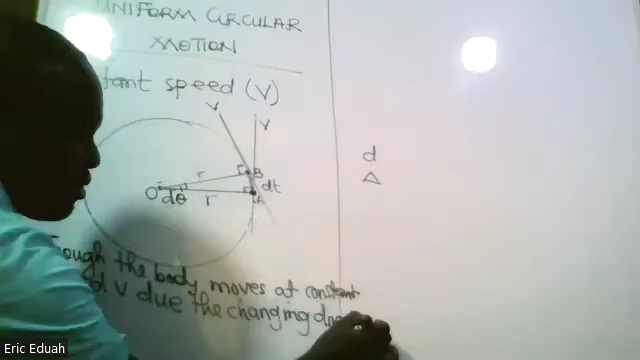 UNIFORM CIRCULAR
MOTION
stant speed (V)
V
V
r
B
dt
O
dθ
r
A
d
Δ
ough the body moves at constant
d V due the changing
Eric Eduah